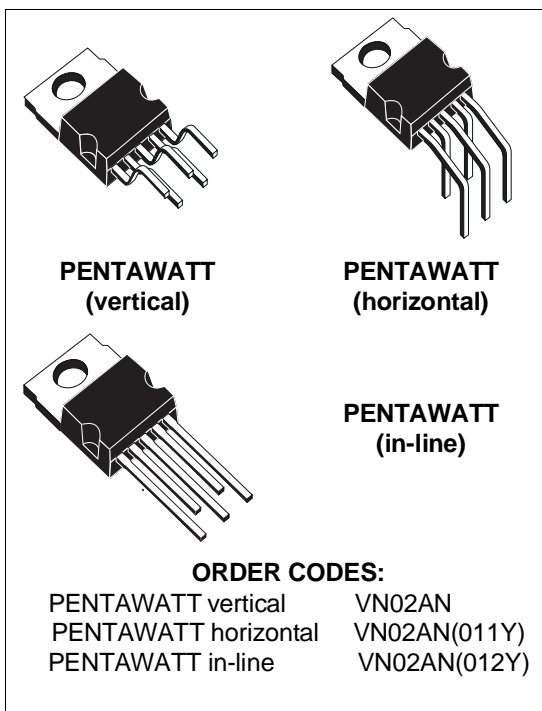 PENTAWATT
(vertical)
PENTAWATT
(horizontal)
PENTAWATT
(in-line)
ORDER CODES:
PENTAWATT vertical VN02AN
PENTAWATT horizontal VN02AN(011Y)
PENTAWATT in-line VN02AN(012Y)